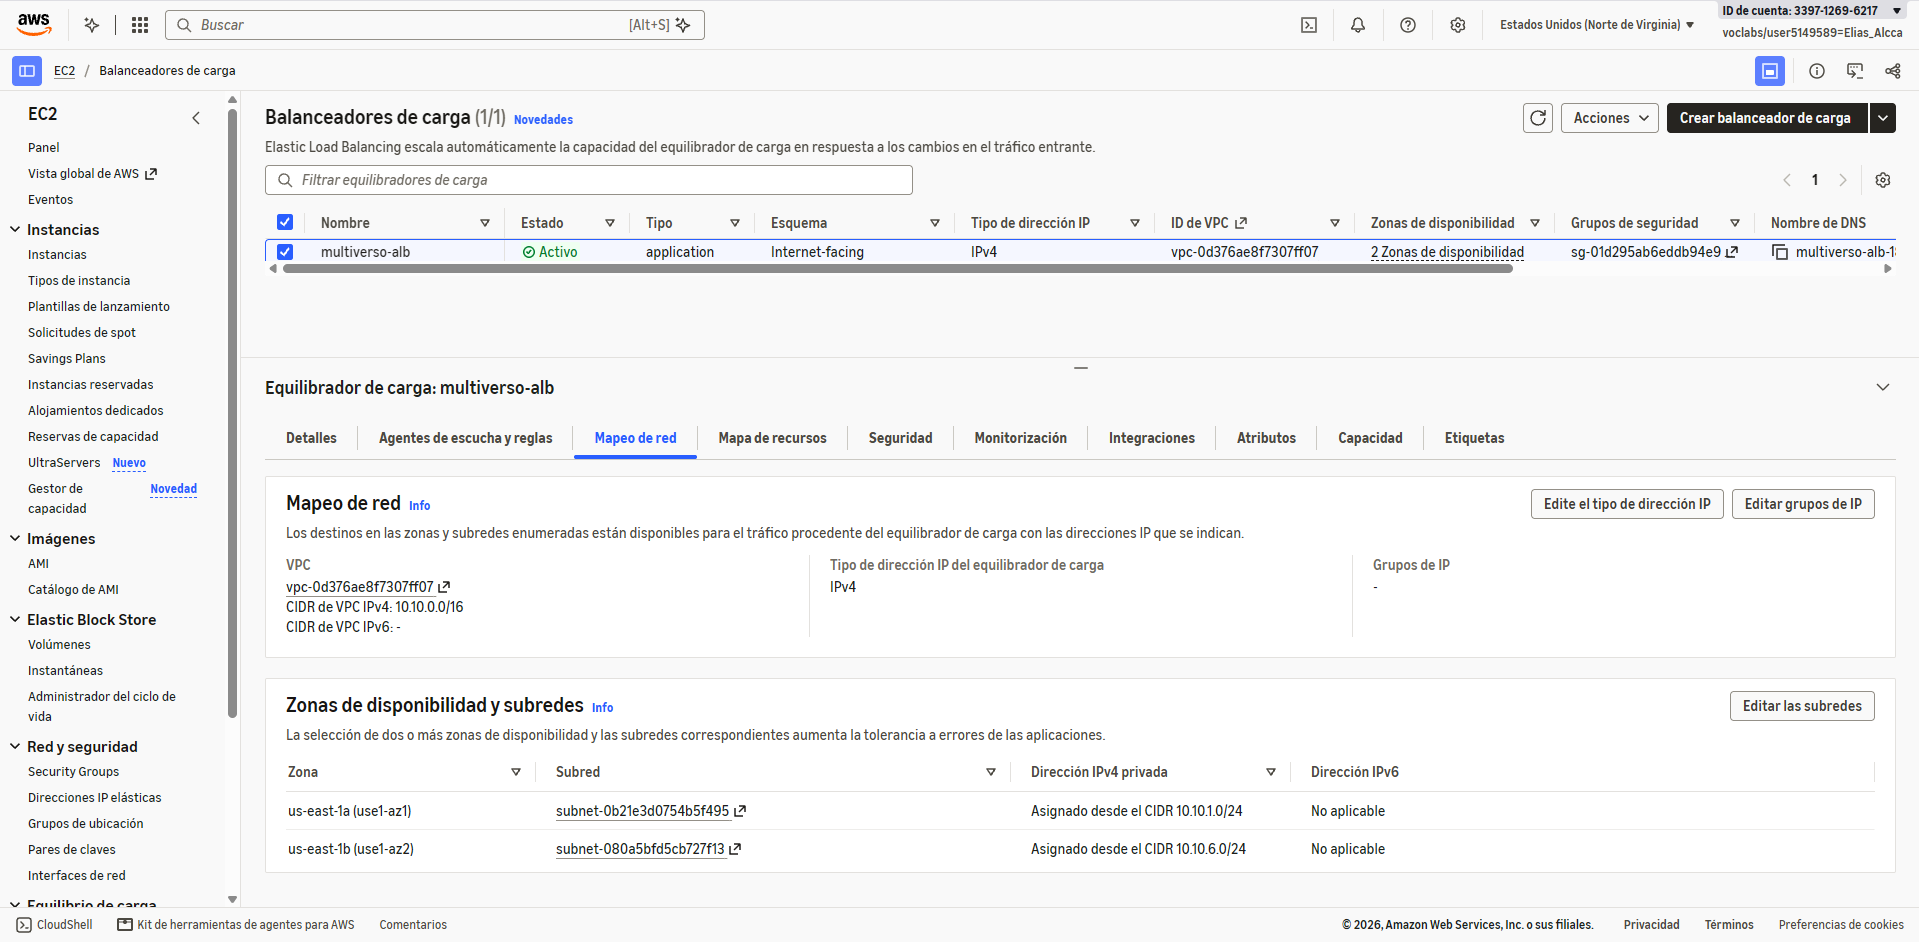 aws
Buscar [Alt+S]
Estados Unidos (Norte de Virginia)
ID de cuenta: 3397-1269-6217
voclabs/user5149589=Elias_Alcca
EC2 / Balanceadores de carga
EC2
Panel
Vista global de AWS
Eventos
Instancias
Instancias
Tipos de instancia
Plantillas de lanzamiento
Solicitudes de spot
Savings Plans
Instancias reservadas
Alojamientos dedicados
Reservas de capacidad
UltraServers Nuevo
Gestor de capacidad Novedad
Imágenes
AMI
Catálogo de AMI
Elastic Block Store
Volúmenes
Instantáneas
Administrador del ciclo de vida
Red y seguridad
Security Groups
Direcciones IP elásticas
Grupos de ubicación
Pares de claves
Interfaces de red
Equilibrio de carga
Balanceadores de carga (1/1) Novedades
Acciones
Crear balanceador de carga
Elastic Load Balancing escala automáticamente la capacidad del equilibrador de carga en respuesta a los cambios en el tráfico entrante.
Filtrar equilibradores de carga
1
Nombre Estado Tipo Esquema Tipo de dirección IP ID de VPC Zonas de disponibilidad Grupos de seguridad Nombre de DNS
multiverso-alb Activo application Internet-facing IPv4 vpc-0d376ae8f7307ff07 2 Zonas de disponibilidad sg-01d295ab6eddb94e9 multiverso-alb-1
Equilibrador de carga: multiverso-alb
Detalles Agentes de escucha y reglas Mapeo de red Mapa de recursos Seguridad Monitorización Integraciones Atributos Capacidad Etiquetas
Mapeo de red Info
Edite el tipo de dirección IP
Editar grupos de IP
Los destinos en las zonas y subredes enumeradas están disponibles para el tráfico procedente del equilibrador de carga con las direcciones IP que se indican.
VPC
vpc-0d376ae8f7307ff07
CIDR de VPC IPv4: 10.10.0.0/16
CIDR de VPC IPv6: -
Tipo de dirección IP del equilibrador de carga
IPv4
Grupos de IP
-
Zonas de disponibilidad y subredes Info
Editar las subredes
La selección de dos o más zonas de disponibilidad y las subredes correspondientes aumenta la tolerancia a errores de las aplicaciones.
Zona Subred Dirección IPv4 privada Dirección IPv6
us-east-1a (use1-az1) subnet-0b21e3d0754b5f495 Asignado desde el CIDR 10.10.1.0/24 No aplicable
us-east-1b (use1-az2) subnet-080a5bfd5cb727f13 Asignado desde el CIDR 10.10.6.0/24 No aplicable
CloudShell Kit de herramientas de agentes para AWS Comentarios
© 2026, Amazon Web Services, Inc. o sus filiales. Privacidad Términos Preferencias de cookies